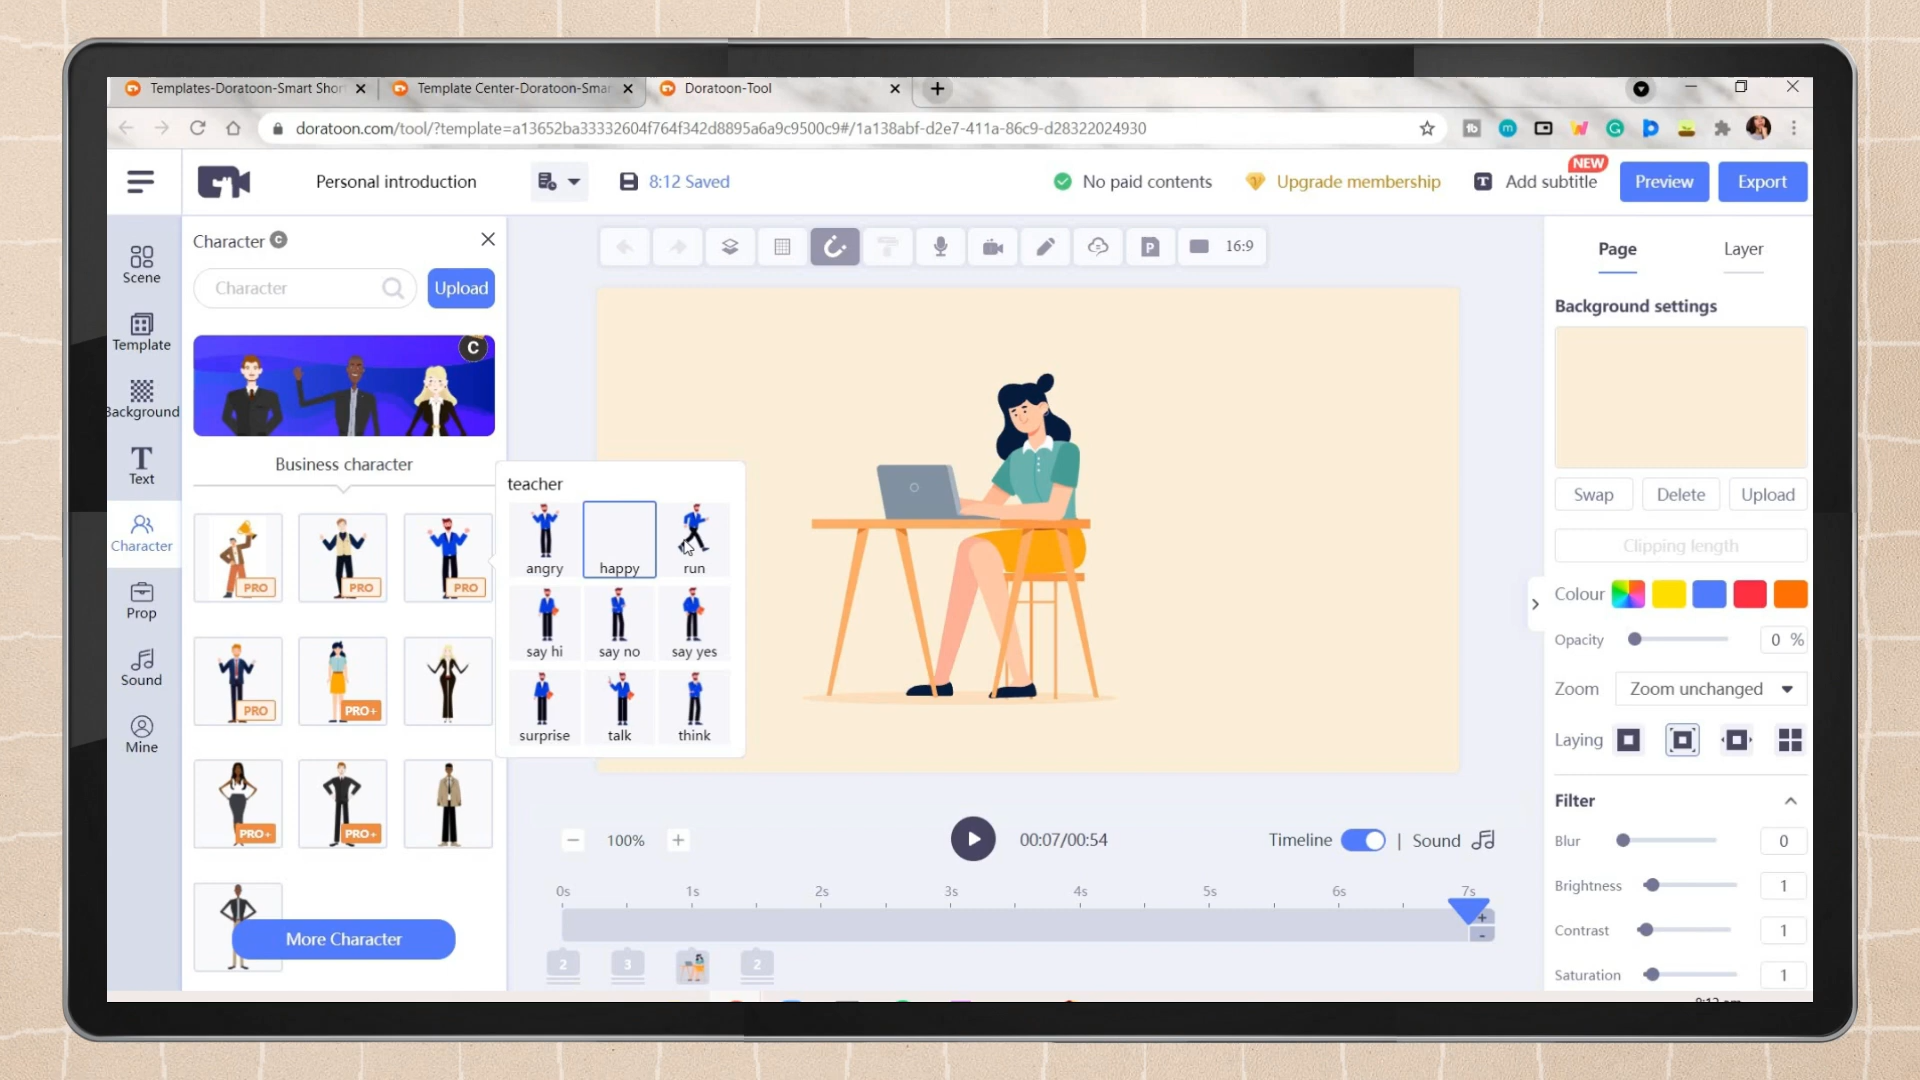 Templates-Doratoon-Smart Shor
Template Center-Doratoon-Smar
Doratoon-Tool
doratoon.com/tool/?template=a13652ba33332604f764f342d8895a6a9c9500c9#/1a138abf-d2e7-411a-86c9-d28322024930
Personal introduction
8:12 Saved
No paid contents
Upgrade membership
Add subtitle
NEW
Preview
Export
Scene
Template
Background
Text
Character
Prop
Sound
Mine
Character C
Character
Upload
C
Business character
PRO
PRO
PRO
PRO
PRO+
PRO+
PRO+
More Character
teacher
angry
happy
run
say hi
say no
say yes
surprise
talk
think
16:9
100%
00:07/00:54
Timeline
| Sound
0s
1s
2s
3s
4s
5s
6s
7s
2
3
2
Page
Layer
Background settings
Swap
Delete
Upload
Clipping length
Colour
Opacity
0 %
Zoom
Zoom unchanged
Laying
Filter
Blur
0
Brightness
1
Contrast
1
Saturation
1